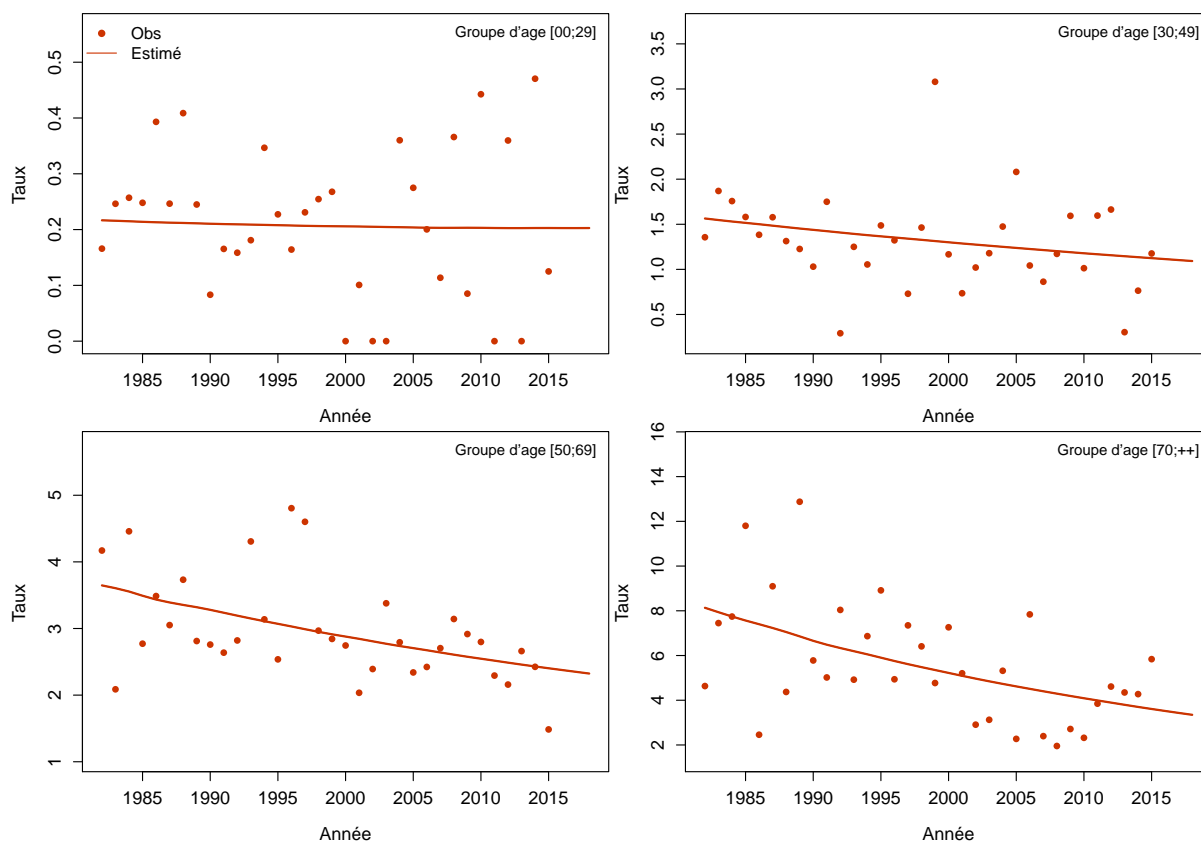 Obs
Estimé
Groupe d'age [00;29]
Taux
0.0 0.1 0.2 0.3 0.4 0.5
1985 1990 1995 2000 2005 2010 2015
Année
Groupe d'age [30;49]
Taux
0.5 1.0 1.5 2.0 2.5 3.0 3.5
1985 1990 1995 2000 2005 2010 2015
Année
Groupe d'age [50;69]
Taux
1 2 3 4 5
1985 1990 1995 2000 2005 2010 2015
Année
Groupe d'age [70;++]
Taux
2 4 6 8 10 12 14 16
1985 1990 1995 2000 2005 2010 2015
Année